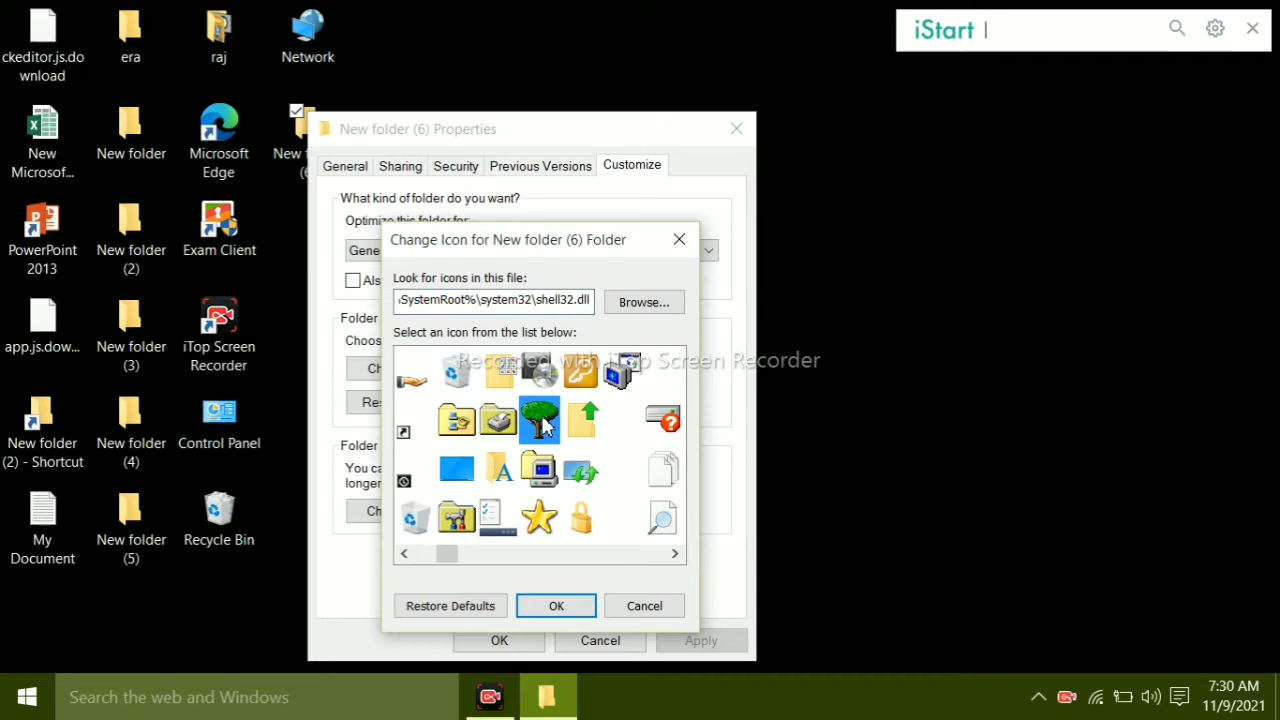 ckeditor.js.do
wnload
era
raj
Network
iStart
New
Microsof...
New folder
Microsoft
Edge
New f
(6
PowerPoint
2013
New folder
(2)
Exam Client
app.js.dow...
New folder
(3)
iTop Screen
Recorder
New folder
(2) - Shortcut
New folder
(4)
Control Panel
My
Document
New folder
(5)
Recycle Bin
New folder (6) Properties
General
Sharing
Security
Previous Versions
Customize
What kind of folder do you want?
Optimize this folder for:
Gene
Als
Folder
Choos
Ch
Res
Folder
You ca
longer
Ch
Change Icon for New folder (6) Folder
Look for icons in this file:
SystemRoot%\system32\shell32.dll
Browse...
Select an icon from the list below:
Recorded with iTop Screen Recorder
Restore Defaults
OK
Cancel
OK
Cancel
Apply
Search the web and Windows
7:30 AM
11/9/2021